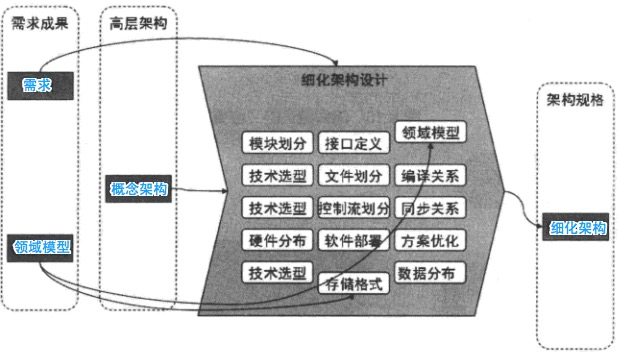 需求成果
高层架构
需求
细化架构设计
架构规格
模块划分
接口定义
领域模型
技术选型
文件划分
编译关系
概念架构
技术选型
控制流划分
同步关系
细化架构
领域模型
硬件分布
软件部署
方案优化
技术选型
存储格式
数据分布